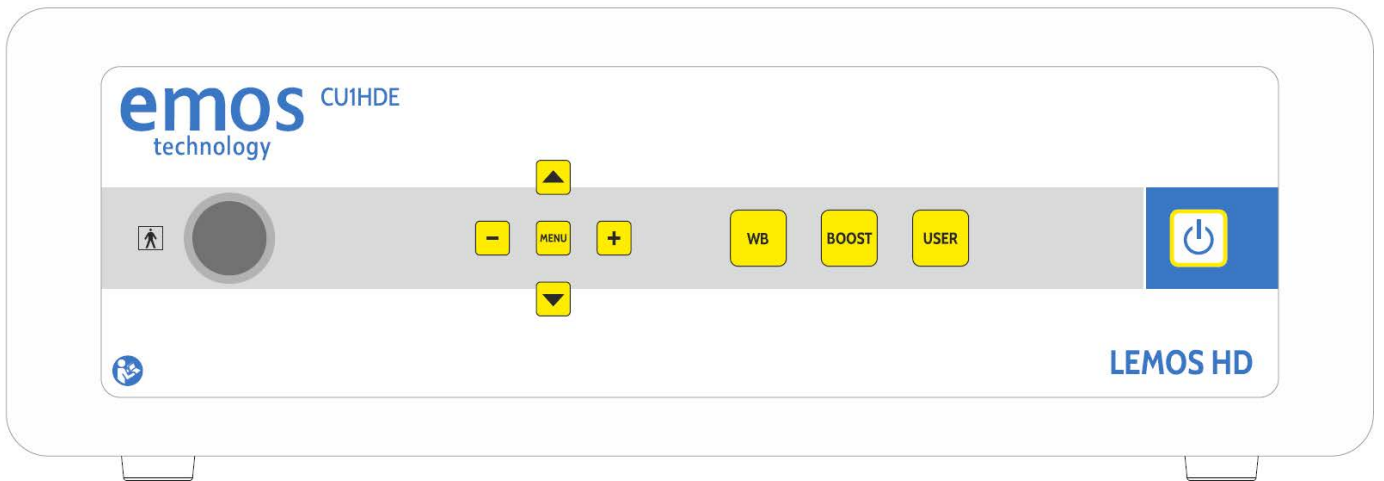 emos CU1HDE
technology
MENU
WB BOOST USER
LEMOS HD